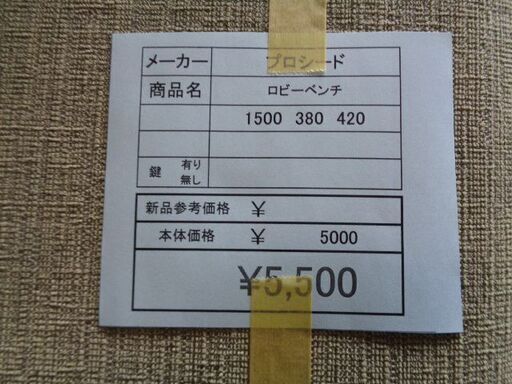 メーカー プロシード
商品名 ロビーベンチ
1500 380 420
鍵 有り
無し
新品参考価格 ¥
本体価格 ¥ 5000
¥5,500